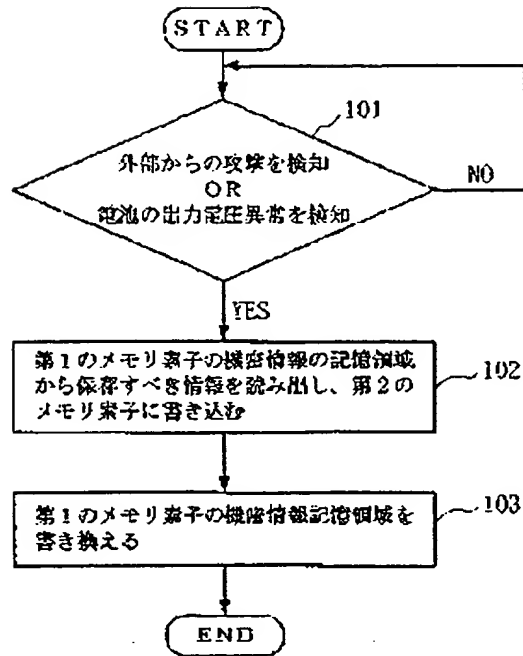 START
101
外部からの攻撃を検知
OR
電池の出力電圧異常を検知
NO
YES
第1のメモリ素子の機密情報の記憶領域
から保存すべき情報を読み出し、第2の
メモリ素子に書き込む
102
第1のメモリ素子の機密情報記憶領域を
書き換える
103
END